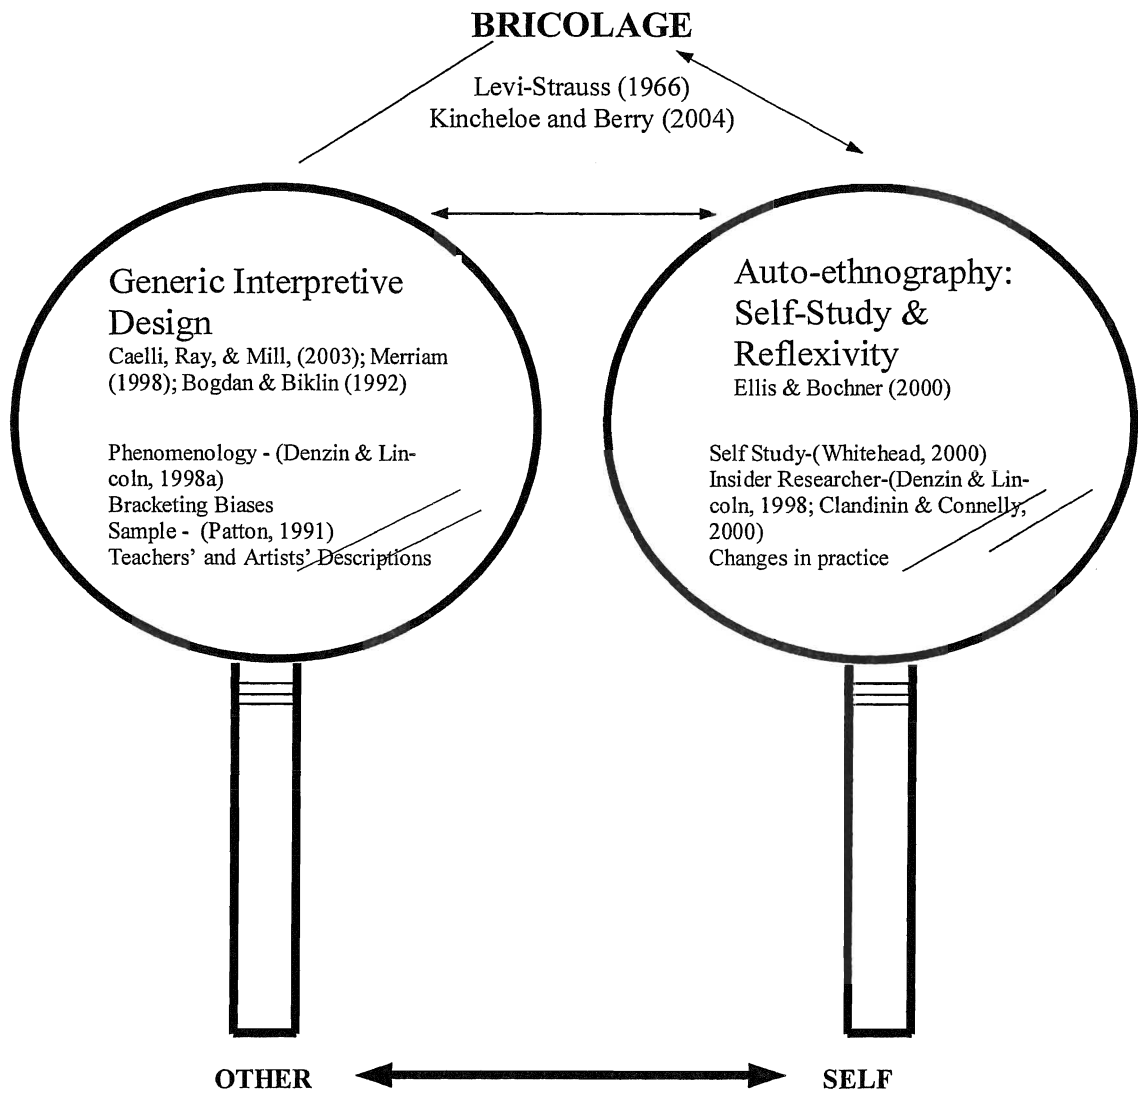 BRICOLAGE
Levi-Strauss (1966)
Kincheloe and Berry (2004)
Generic Interpretive
Design
Caelli, Ray, & Mill, (2003); Merriam
(1998); Bogdan & Biklin (1992)
Phenomenology - (Denzin & Lin-
coln, 1998a)
Bracketing Biases
Sample - (Patton, 1991)
Teachers' and Artists' Descriptions
Auto-ethnography:
Self-Study &
Reflexivity
Ellis & Bochner (2000)
Self Study-(Whitehead, 2000)
Insider Researcher-(Denzin & Lin-
coln, 1998; Clandinin & Connelly,
2000)
Changes in practice
OTHER
SELF